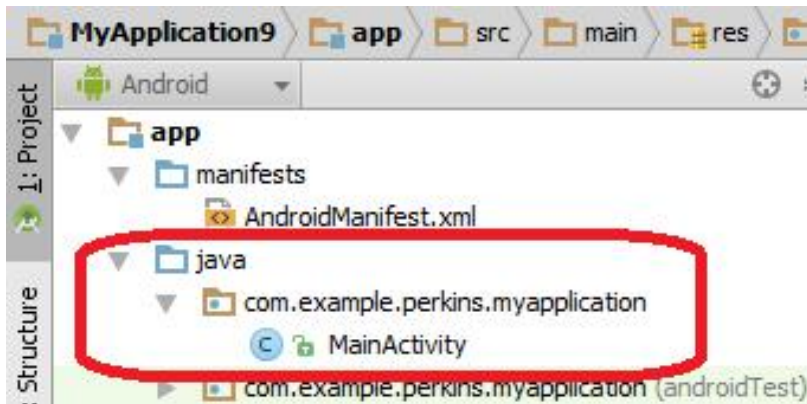 MyApplication9 app src main res
1: Project
Android
app
manifests
AndroidManifest.xml
java
com.example.perkins.myapplication
C MainActivity
Structure
com.example.perkins.myapplication (androidTest)